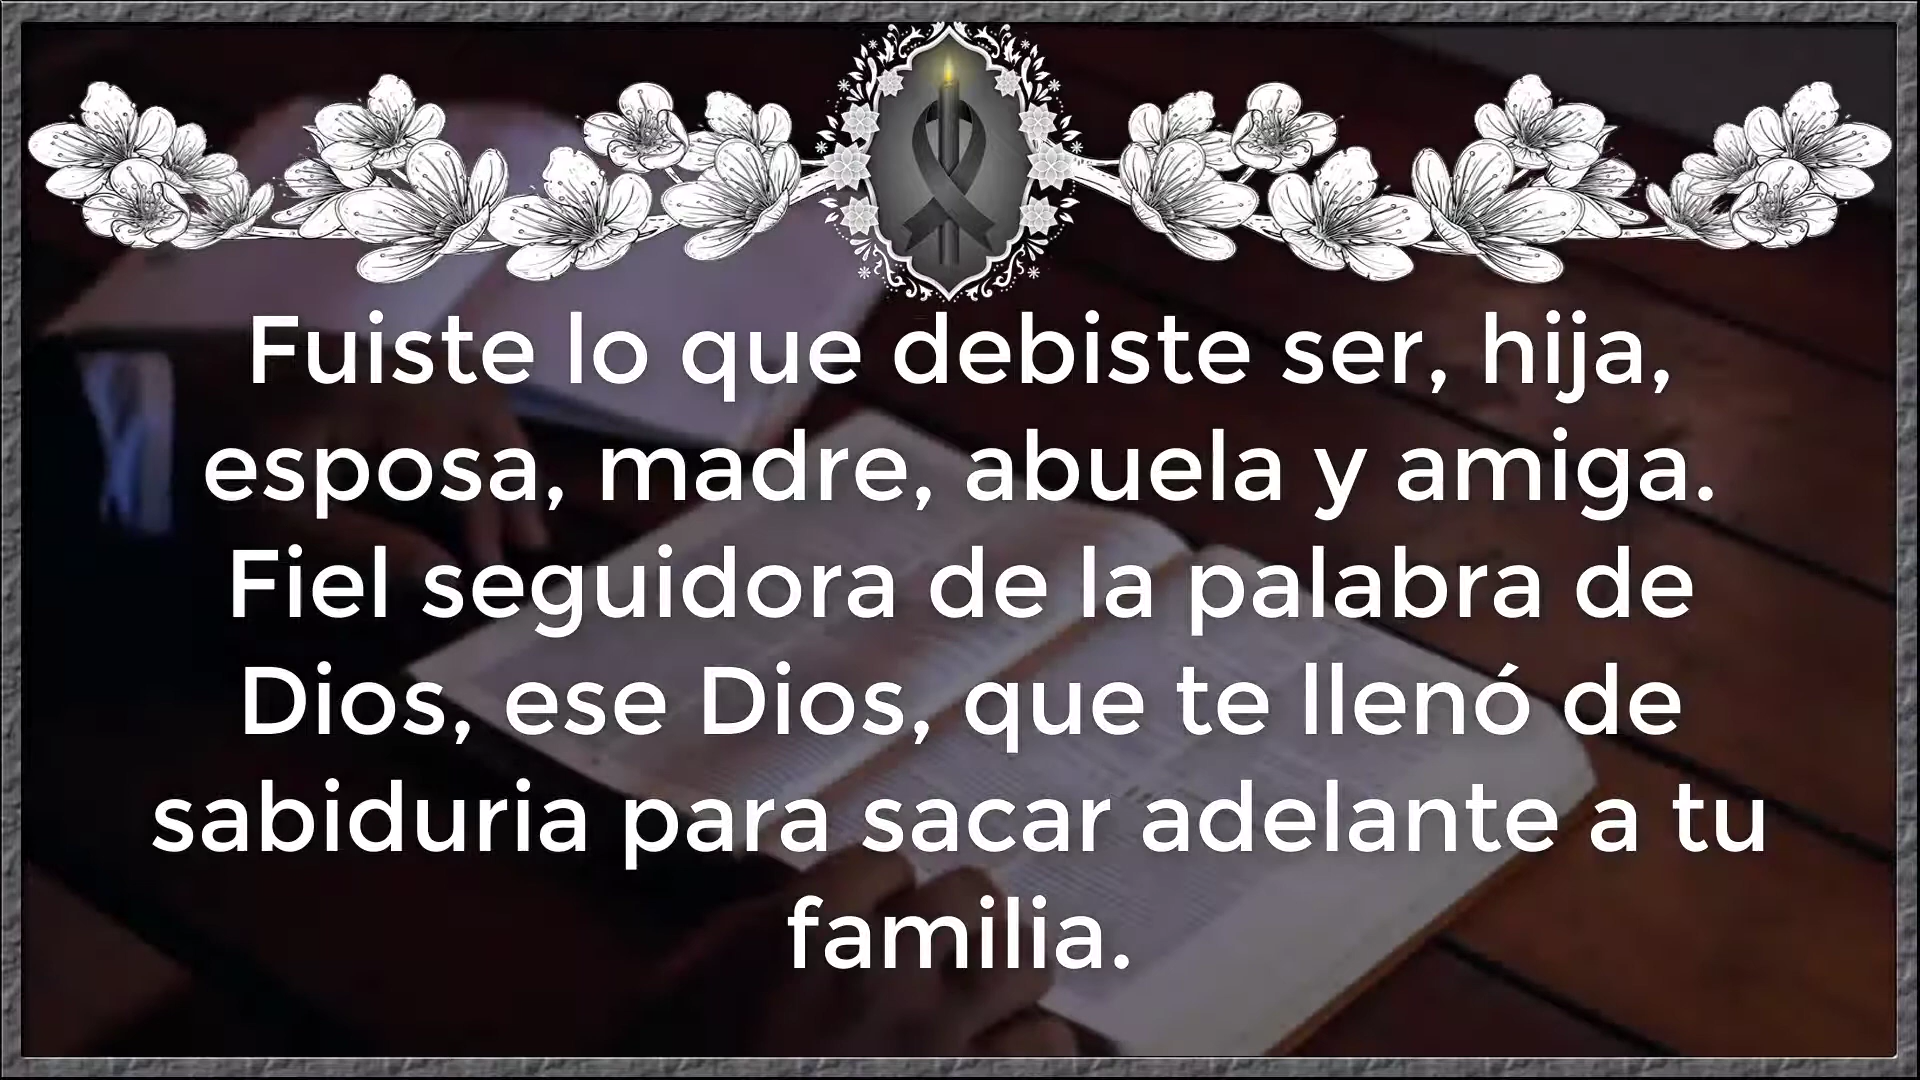 Fuiste lo que debiste ser, hija,
esposa, madre, abuela y amiga.
Fiel seguidora de la palabra de
Dios, ese Dios, que te llenó de
sabiduria para sacar adelante a tu
familia.